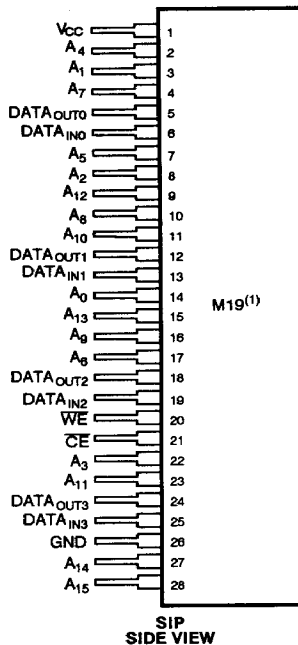 VCC 1
A4 2
A1 3
A7 4
DATAOUT0 5
DATAIN0 6
A5 7
A2 8
A12 9
A8 10
A10 11
DATAOUT1 12
DATAIN1 13
A0 14
A13 15
A9 16
A6 17
DATAOUT2 18
DATAIN2 19
W̅E̅ 20
C̅E̅ 21
A3 22
A11 23
DATAOUT3 24
DATAIN3 25
GND 26
A14 27
A15 28
M19(1)
SIP
SIDE VIEW